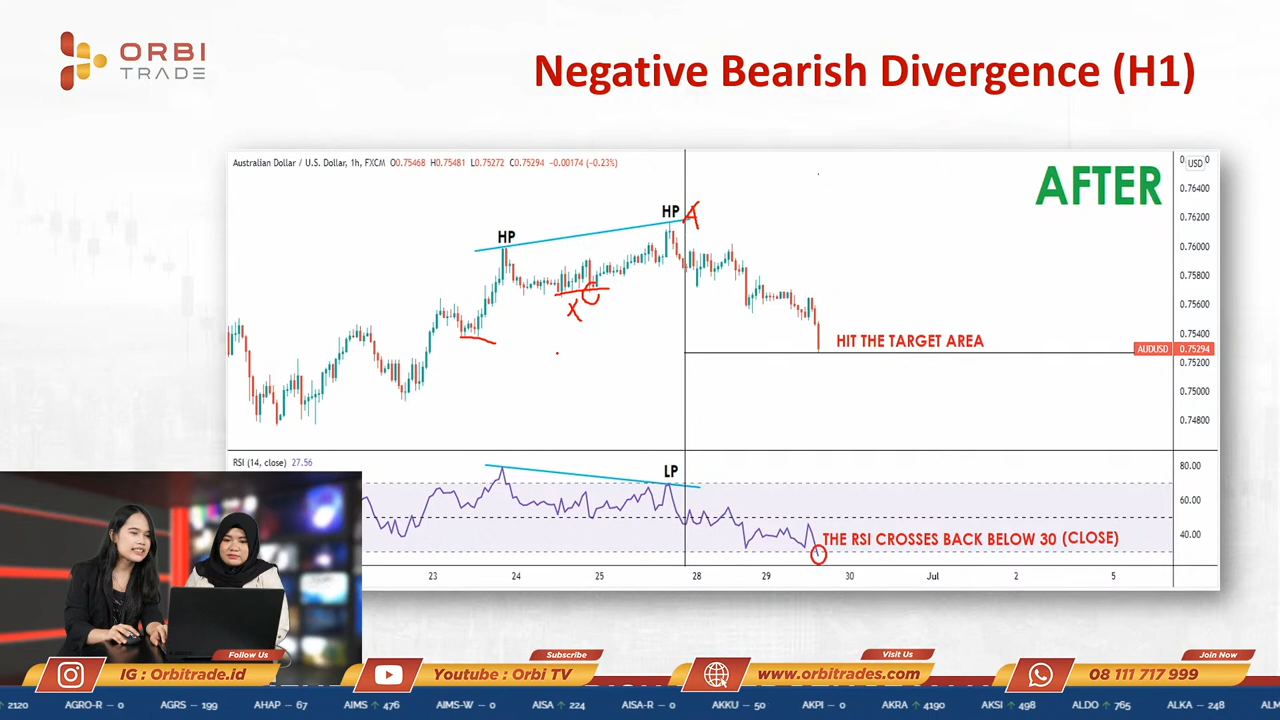 ORBI
TRADE
Negative Bearish Divergence (H1)
Australian Dollar / U.S. Dollar, 1h, FXCM O0.75468 H0.75481 L0.75272 C0.75294 -0.00174 (-0.23%)
USD
AFTER
0.76400
HP
A
0.76200
HP
0.76000
0.75800
C
0.75600
X
0.75400
HIT THE TARGET AREA
AUDUSD 0.75294
0.75200
0.75000
0.74800
RSI (14, close) 27.56
LP
80.00
60.00
40.00
THE RSI CROSSES BACK BELOW 30 (CLOSE)
23 24 25 28 29 30 Jul 2 5
Follow Us
IG : Orbitrade.id
Subscribe
Youtube : Orbi TV
Visit Us
www.orbitrades.com
Join Now
08 111 717 999
↑ 2120 AGRO-R — 0 AGRS — 199 AHAP — 67 AIMS ↑ 476 AIMS-W — 0 AISA ↑ 224 AISA-R — 0 AKKU — 50 AKPI — 0 AKRA ↑ 4190 AKSI ↑ 498 ALDO ↑ 765 ALKA — 248